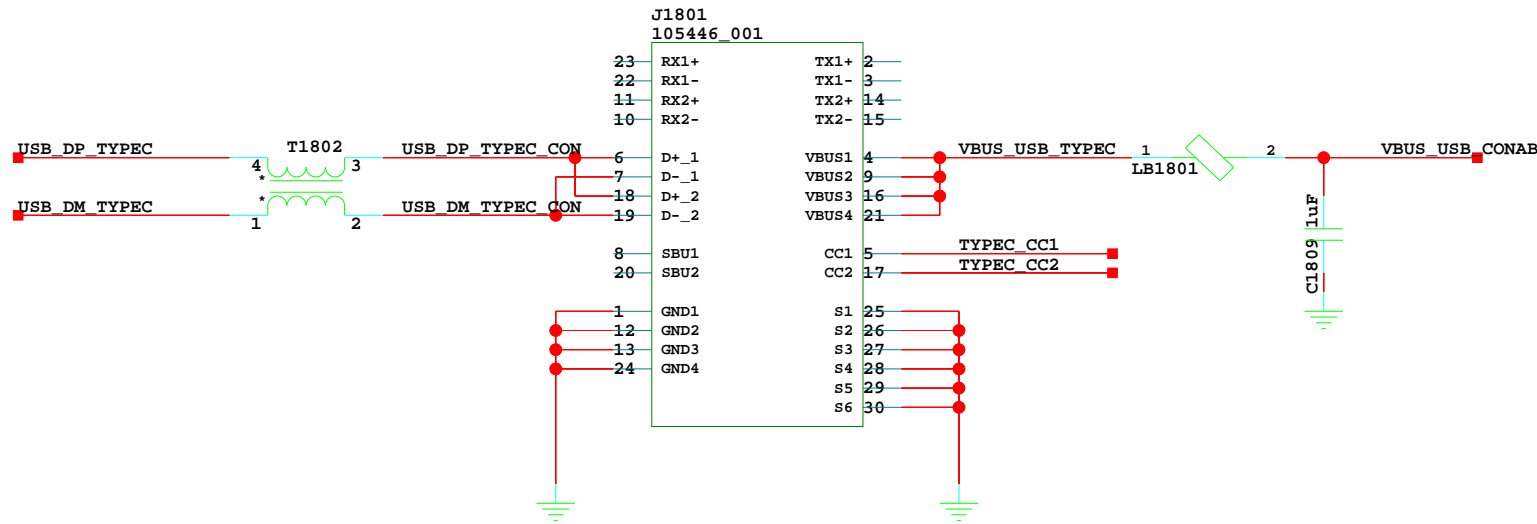 J1801
105446_001
23 RX1+ TX1+ 2
22 RX1- TX1- 3
11 RX2+ TX2+ 14
10 RX2- TX2- 15
USB_DP_TYPEC 4 T1802 3 USB_DP_TYPEC_CON 6 D+_1 VBUS1 4 VBUS_USB_TYPEC 1 LB1801 2 VBUS_USB_CONAB
* 7 D-_1 VBUS2 9
* 18 D+_2 VBUS3 16
USB_DM_TYPEC 1 2 USB_DM_TYPEC_CON 19 D-_2 VBUS4 21
C1809 1uF
8 SBU1 CC1 5 TYPEC_CC1
20 SBU2 CC2 17 TYPEC_CC2
1 GND1 S1 25
12 GND2 S2 26
13 GND3 S3 27
24 GND4 S4 28
S5 29
S6 30